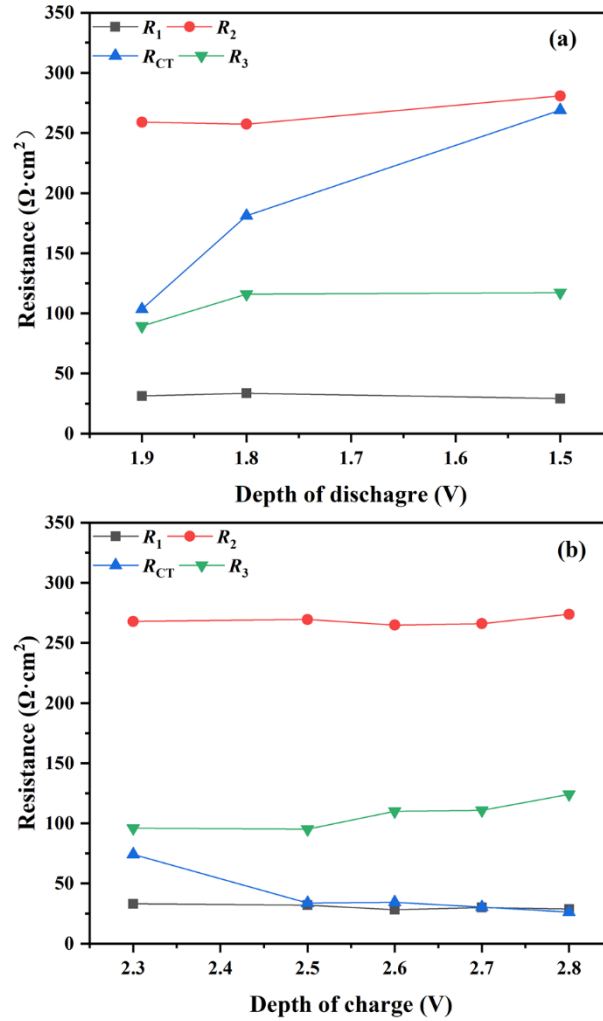 350
R1 R2
(a)
RCT R3
300
250
200
150
100
50
0
Resistance (Ω·cm²)
1.9 1.8 1.7 1.6 1.5
Depth of dischagre (V)
350
R1 R2
(b)
RCT R3
300
250
200
150
100
50
0
Resistance (Ω·cm²)
2.3 2.4 2.5 2.6 2.7 2.8
Depth of charge (V)